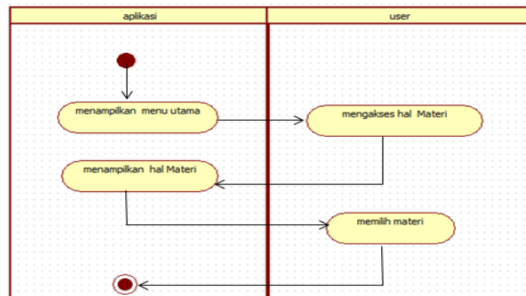 aplikasi
user
menampilkan menu utama
mengakses hal Materi
menampilkan hal Materi
memilih materi